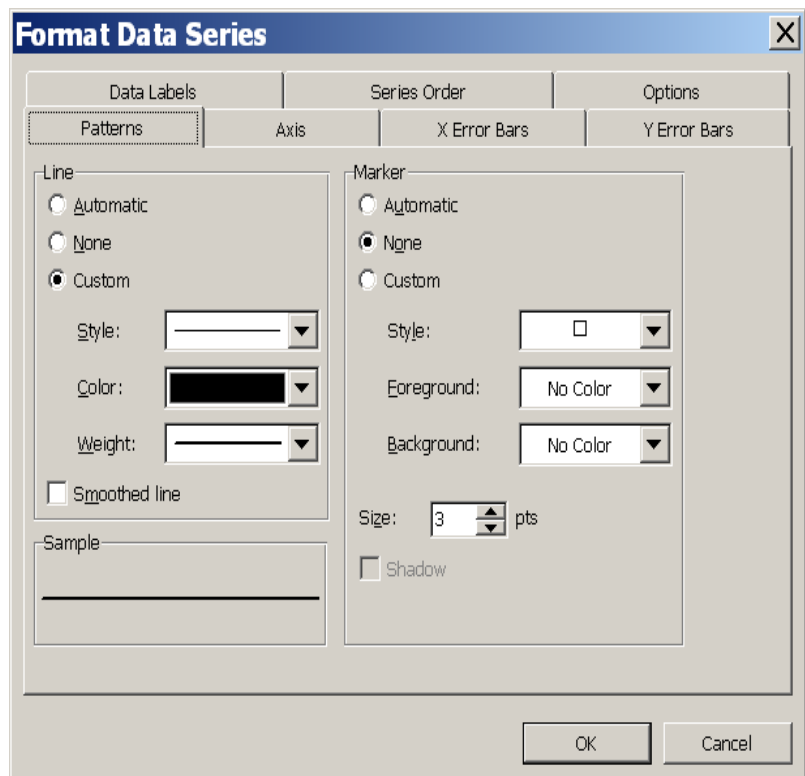 Format Data Series
Data Labels Series Order Options
Patterns Axis X Error Bars Y Error Bars
Line
Automatic
None
Custom
Style:
Color:
Weight:
Smoothed line
Sample
Marker
Automatic
None
Custom
Style:
Foreground: No Color
Background: No Color
Size: 3 pts
Shadow
OK Cancel